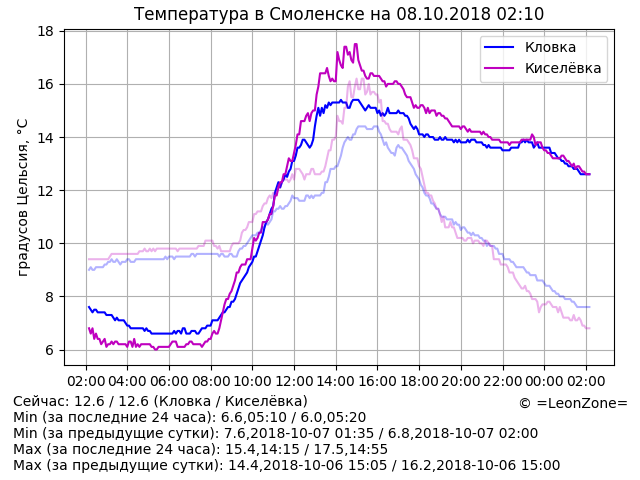 Температура в Смоленске на 08.10.2018 02:10
градусов Цельсия, °C
18
16
14
12
10
8
6
Кловка
Киселёвка
02:00 04:00 06:00 08:00 10:00 12:00 14:00 16:00 18:00 20:00 22:00 00:00 02:00
Сейчас: 12.6 / 12.6 (Кловка / Киселёвка)
© =LeonZone=
Min (за последние 24 часа): 6.6,05:10 / 6.0,05:20
Min (за предыдущие сутки): 7.6,2018-10-07 01:35 / 6.8,2018-10-07 02:00
Max (за последние 24 часа): 15.4,14:15 / 17.5,14:55
Max (за предыдущие сутки): 14.4,2018-10-06 15:05 / 16.2,2018-10-06 15:00